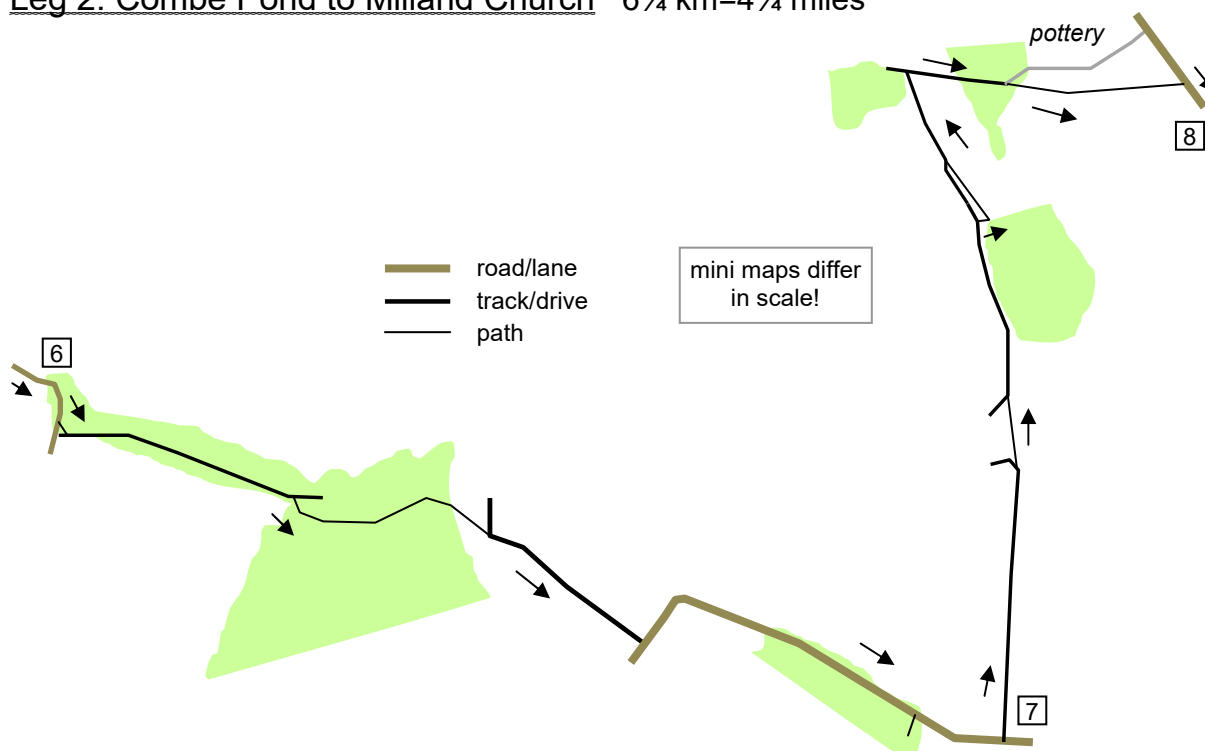 Leg 2: Combe Pond to Milland Church 6¾ km=4¼ miles
pottery
8
road/lane
mini maps differ
in scale!
track/drive
path
6
7